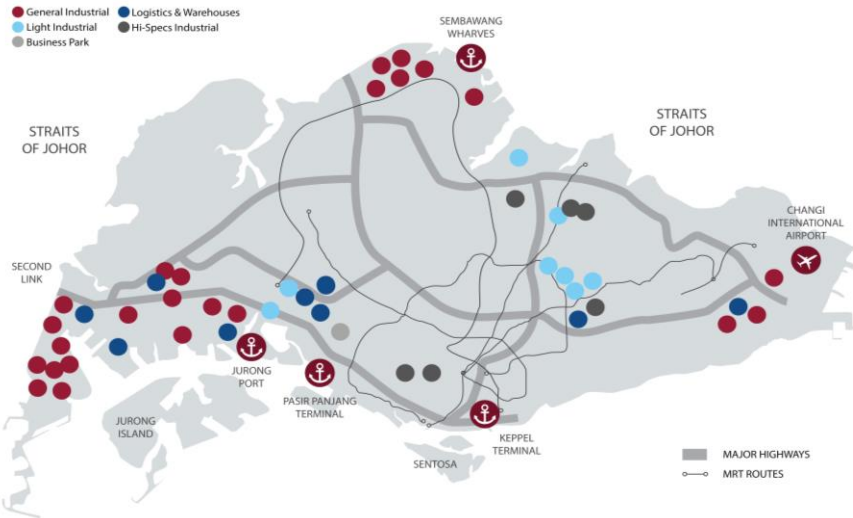 General Industrial
Logistics & Warehouses
Light Industrial
Hi-Specs Industrial
Business Park
SEMBAWANG
WHARVES
STRAITS
OF JOHOR
STRAITS
OF JOHOR
CHANGI
INTERNATIONAL
AIRPORT
SECOND
LINK
JURONG
PORT
PASIR PANJANG
TERMINAL
JURONG
ISLAND
KEPPEL
TERMINAL
SENTOSA
MAJOR HIGHWAYS
MRT ROUTES